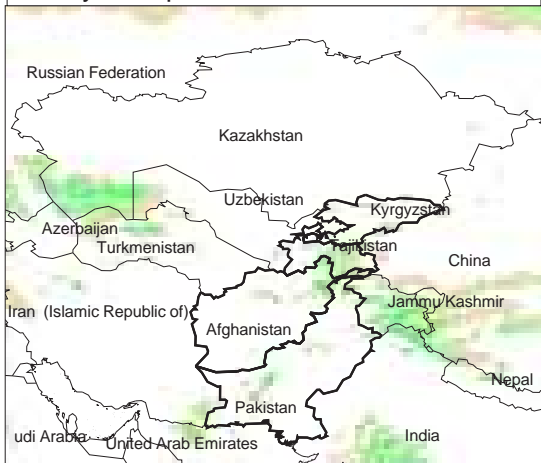 Russian Federation
Kazakhstan
Uzbekistan
Kyrgyzstan
Azerbaijan
Turkmenistan
Tajikistan
China
Iran (Islamic Republic of)
Jammu Kashmir
Afghanistan
Nepal
Pakistan
udi Arabia
United Arab Emirates
India